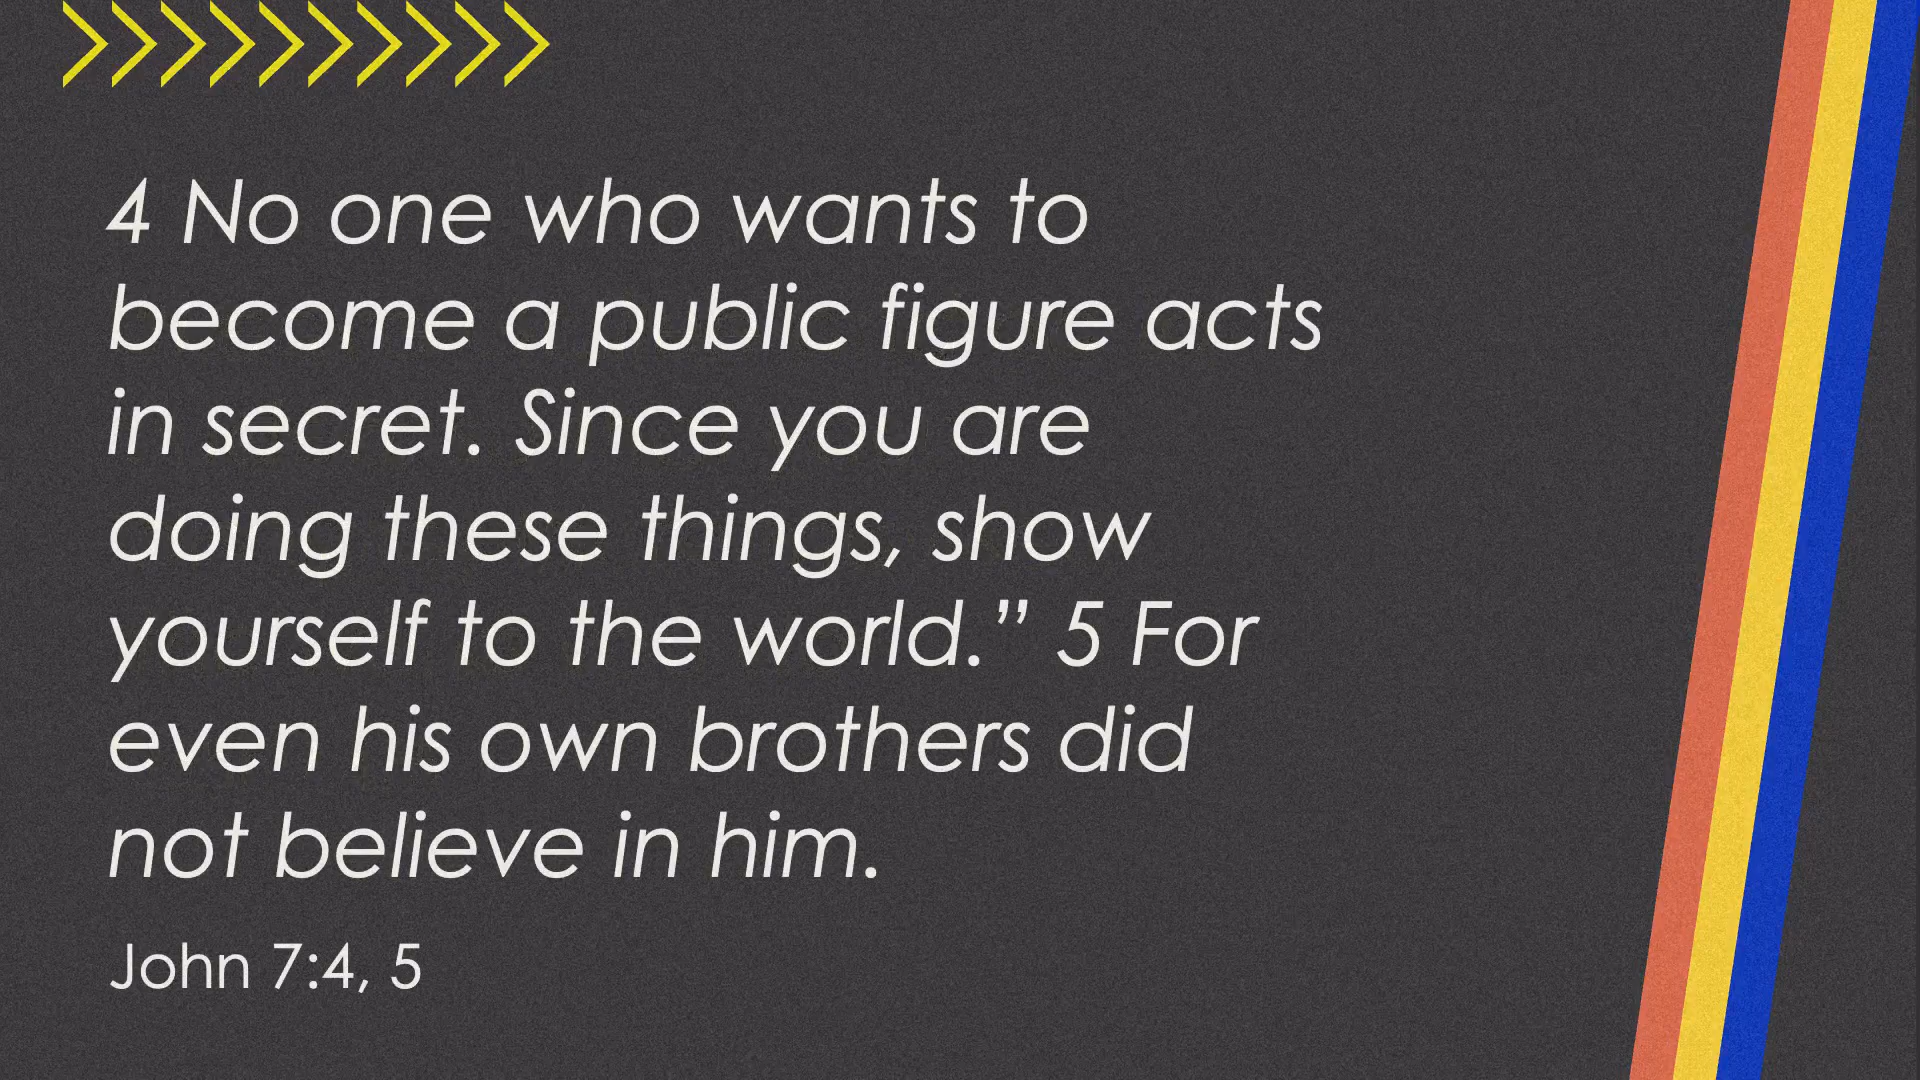 4 No one who wants to
become a public figure acts
in secret. Since you are
doing these things, show
yourself to the world.” 5 For
even his own brothers did
not believe in him.
John 7:4, 5